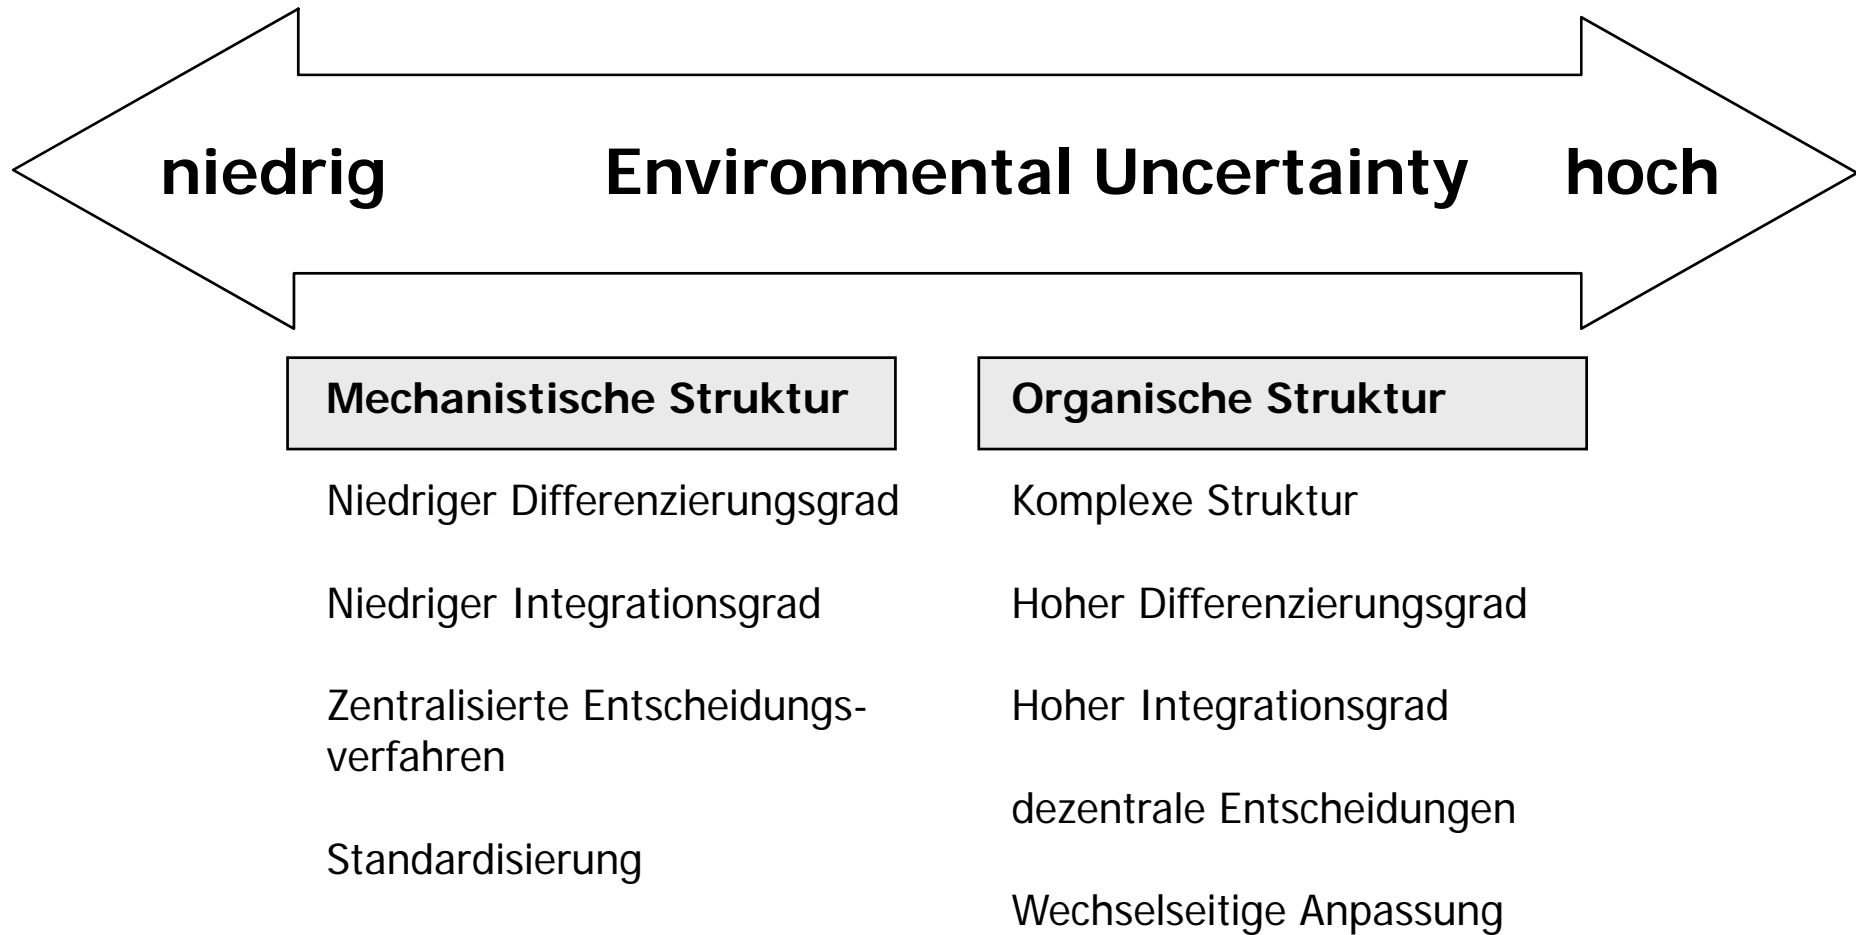 niedrig Environmental Uncertainty hoch
Mechanistische Struktur
Niedriger Differenzierungsgrad
Niedriger Integrationsgrad
Zentralisierte Entscheidungs-
verfahren
Standardisierung
Organische Struktur
Komplexe Struktur
Hoher Differenzierungsgrad
Hoher Integrationsgrad
dezentrale Entscheidungen
Wechselseitige Anpassung